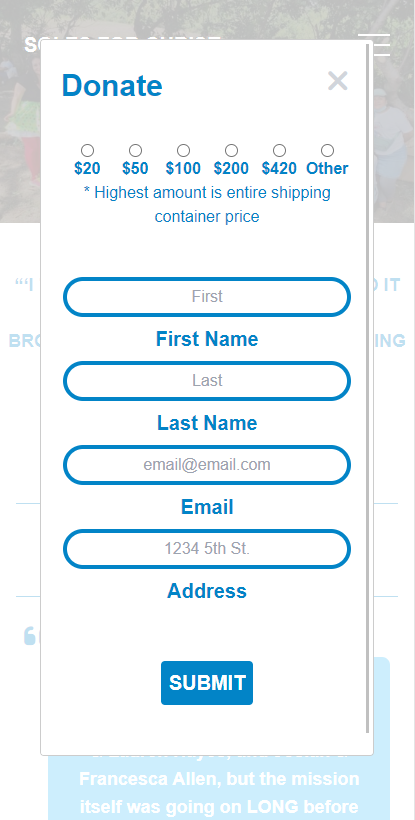 Donate
$20 $50 $100 $200 $420 Other
* Highest amount is entire shipping
container price
““I
IT
BRO
ING
First
First Name
Last
Last Name
email@email.com
Email
1234 5th St.
Address
SUBMIT
Francesca Allen, but the mission
itself was going on LONG before